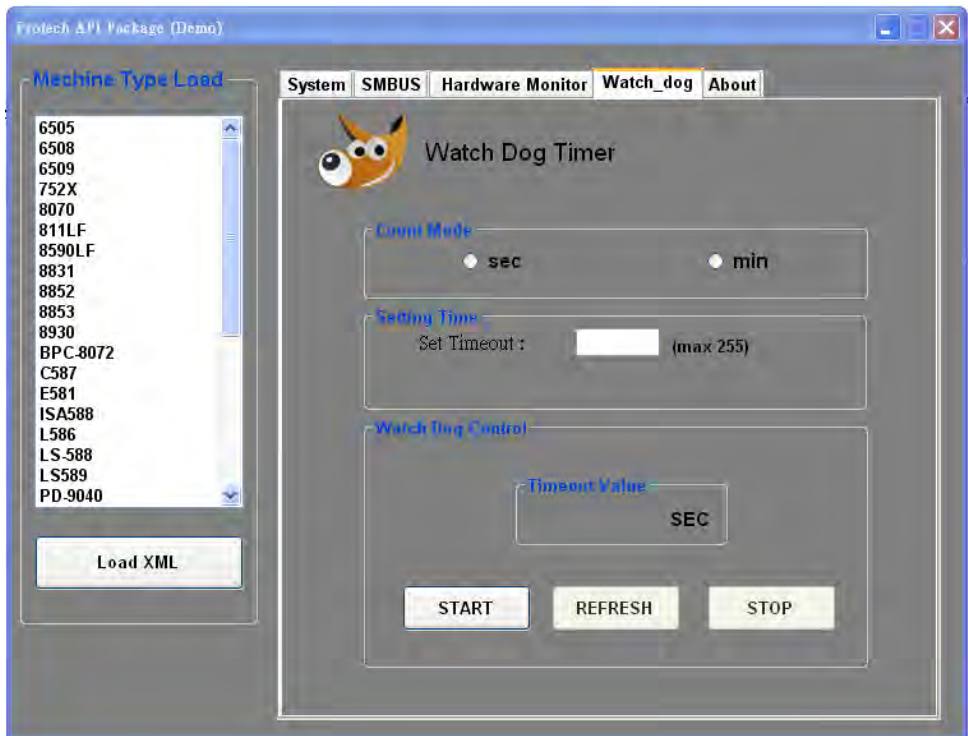 Protech API Package (Demo)
Mechine Type Load
6505
6508
6509
752X
8070
811LF
8590LF
8831
8852
8853
8930
BPC-8072
C587
E581
ISA588
L586
LS-588
LS589
PD-9040
Load XML
System SMBUS Hardware Monitor Watch_dog About
Watch Dog Timer
Count Mode
sec min
Setting Time
Set Timeout : (max 255)
Watch Dog Control
Timeout Value
SEC
START REFRESH STOP